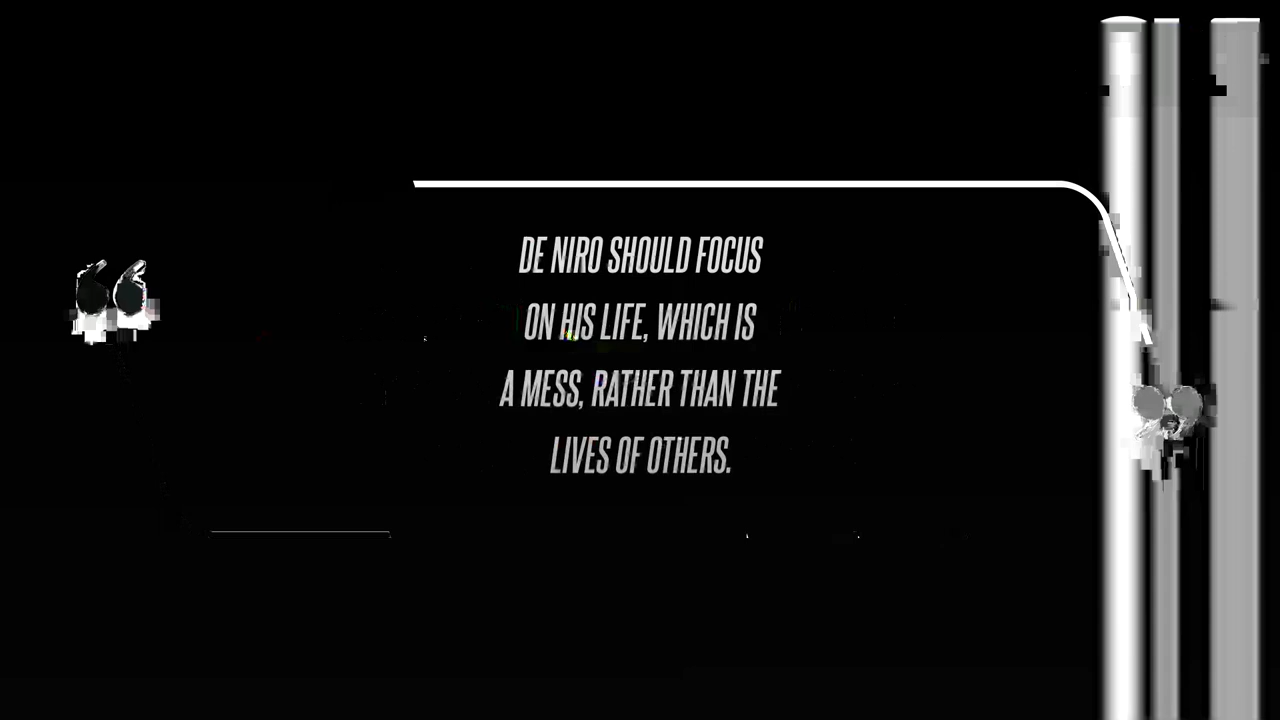 DE NIRO SHOULD FOCUS
ON HIS LIFE, WHICH IS
A MESS, RATHER THAN THE
LIVES OF OTHERS.